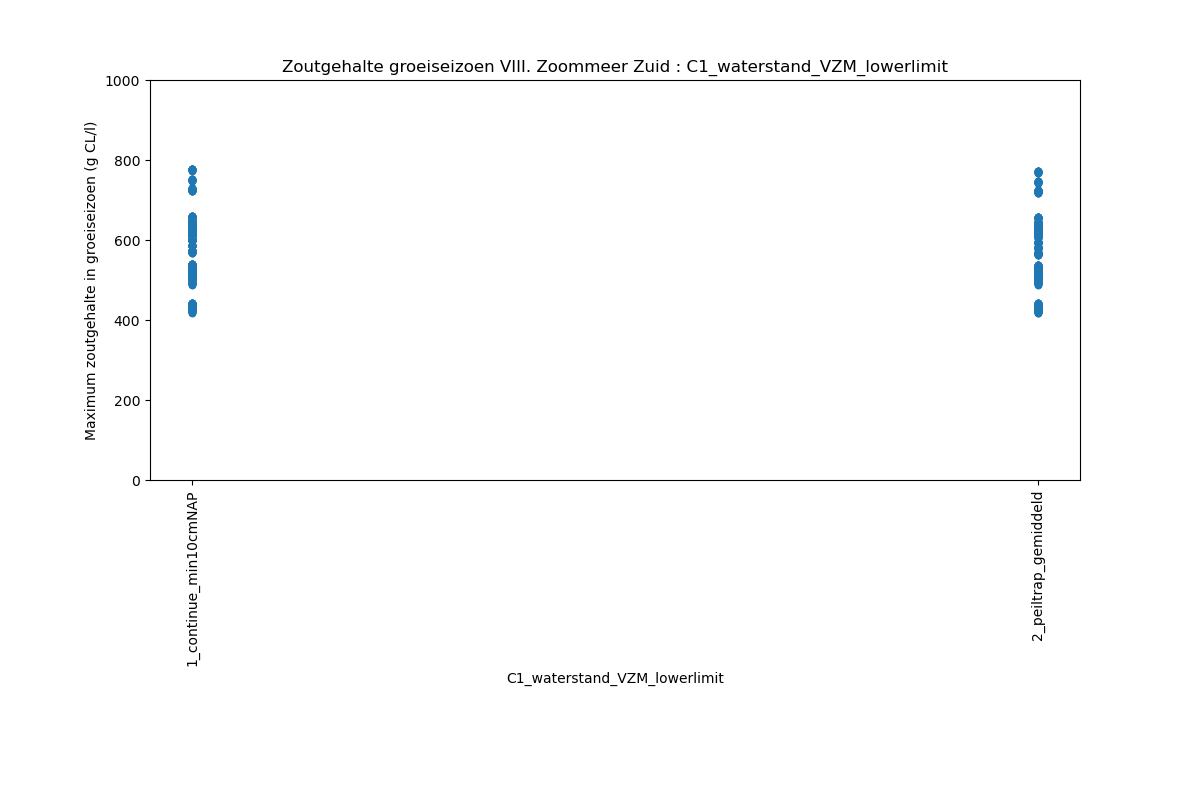 Zoutgehalte groeiseizoen VIII. Zoommeer Zuid : C1_waterstand_VZM_lowerlimit
Maximum zoutgehalte in groeiseizoen (g CL/l)
1000
800
600
400
200
0
1_continue_min10cmNAP
2_peiltrap_gemiddeld
C1_waterstand_VZM_lowerlimit